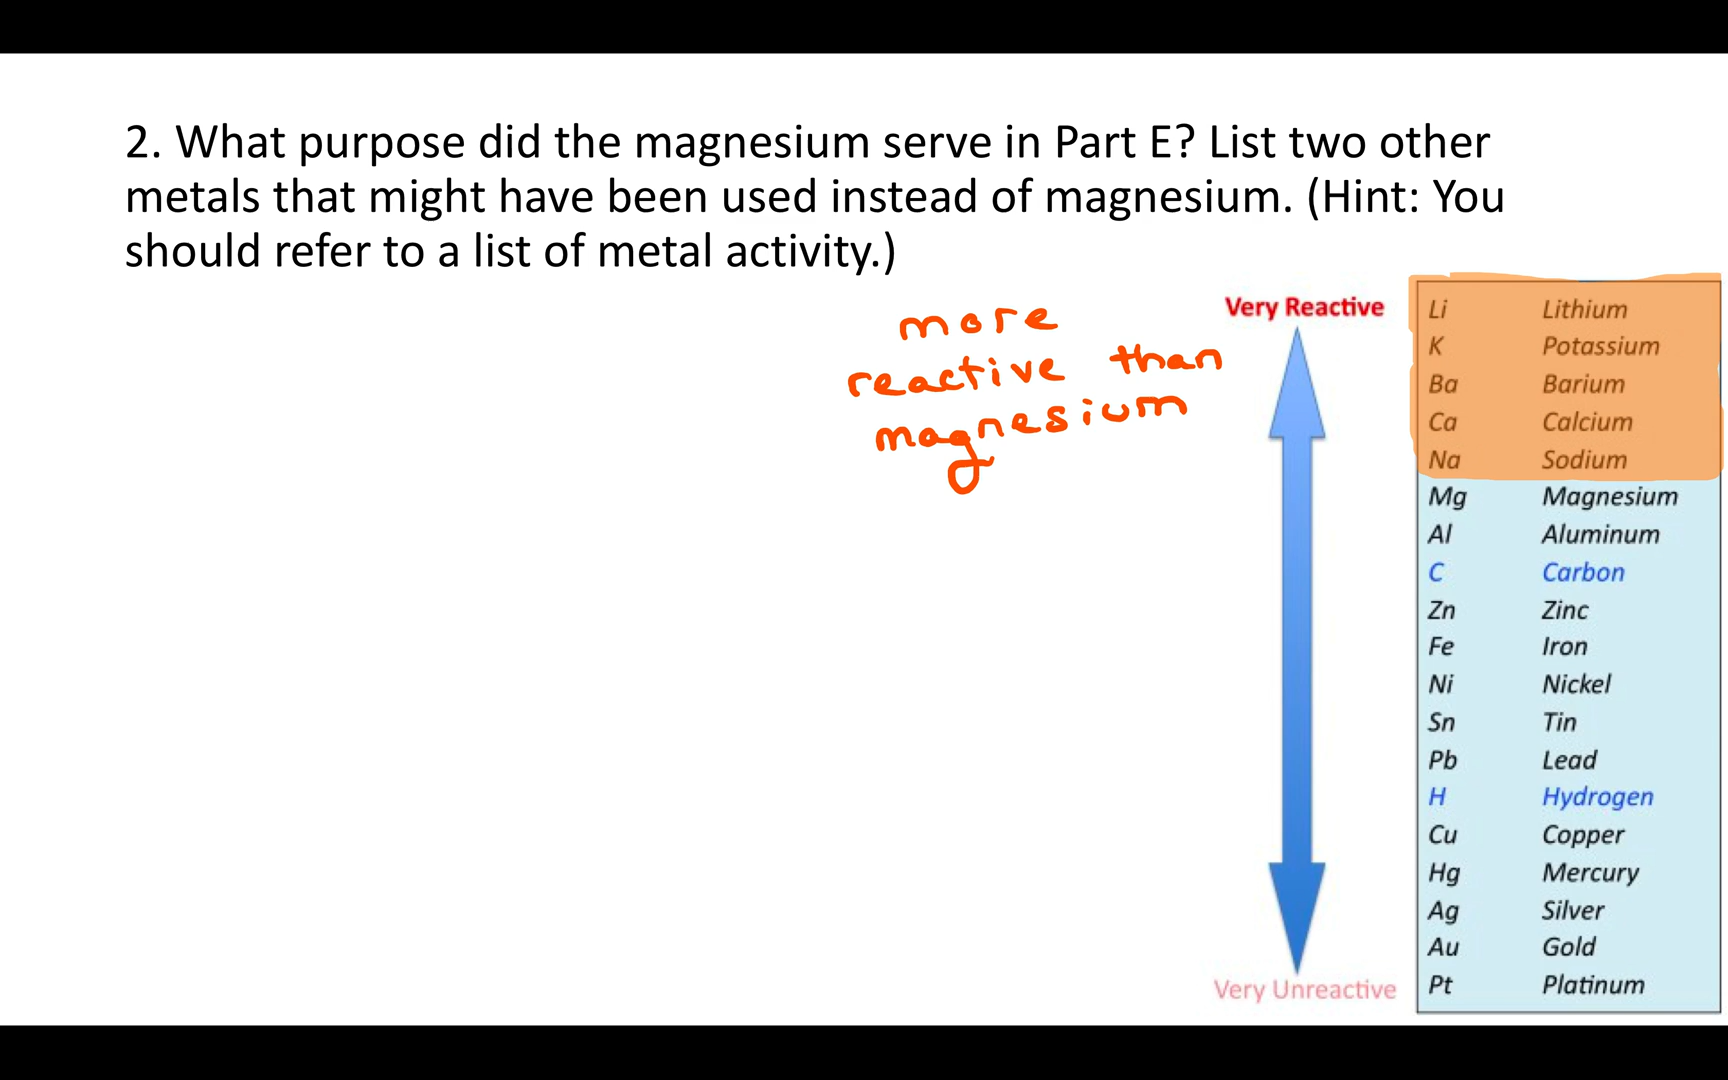 2. What purpose did the magnesium serve in Part E? List two other
metals that might have been used instead of magnesium. (Hint: You
should refer to a list of metal activity.)
more
reactive than
magnesium
Very Reactive
Very Unreactive
Li Lithium
K Potassium
Ba Barium
Ca Calcium
Na Sodium
Mg Magnesium
Al Aluminum
C Carbon
Zn Zinc
Fe Iron
Ni Nickel
Sn Tin
Pb Lead
H Hydrogen
Cu Copper
Hg Mercury
Ag Silver
Au Gold
Pt Platinum